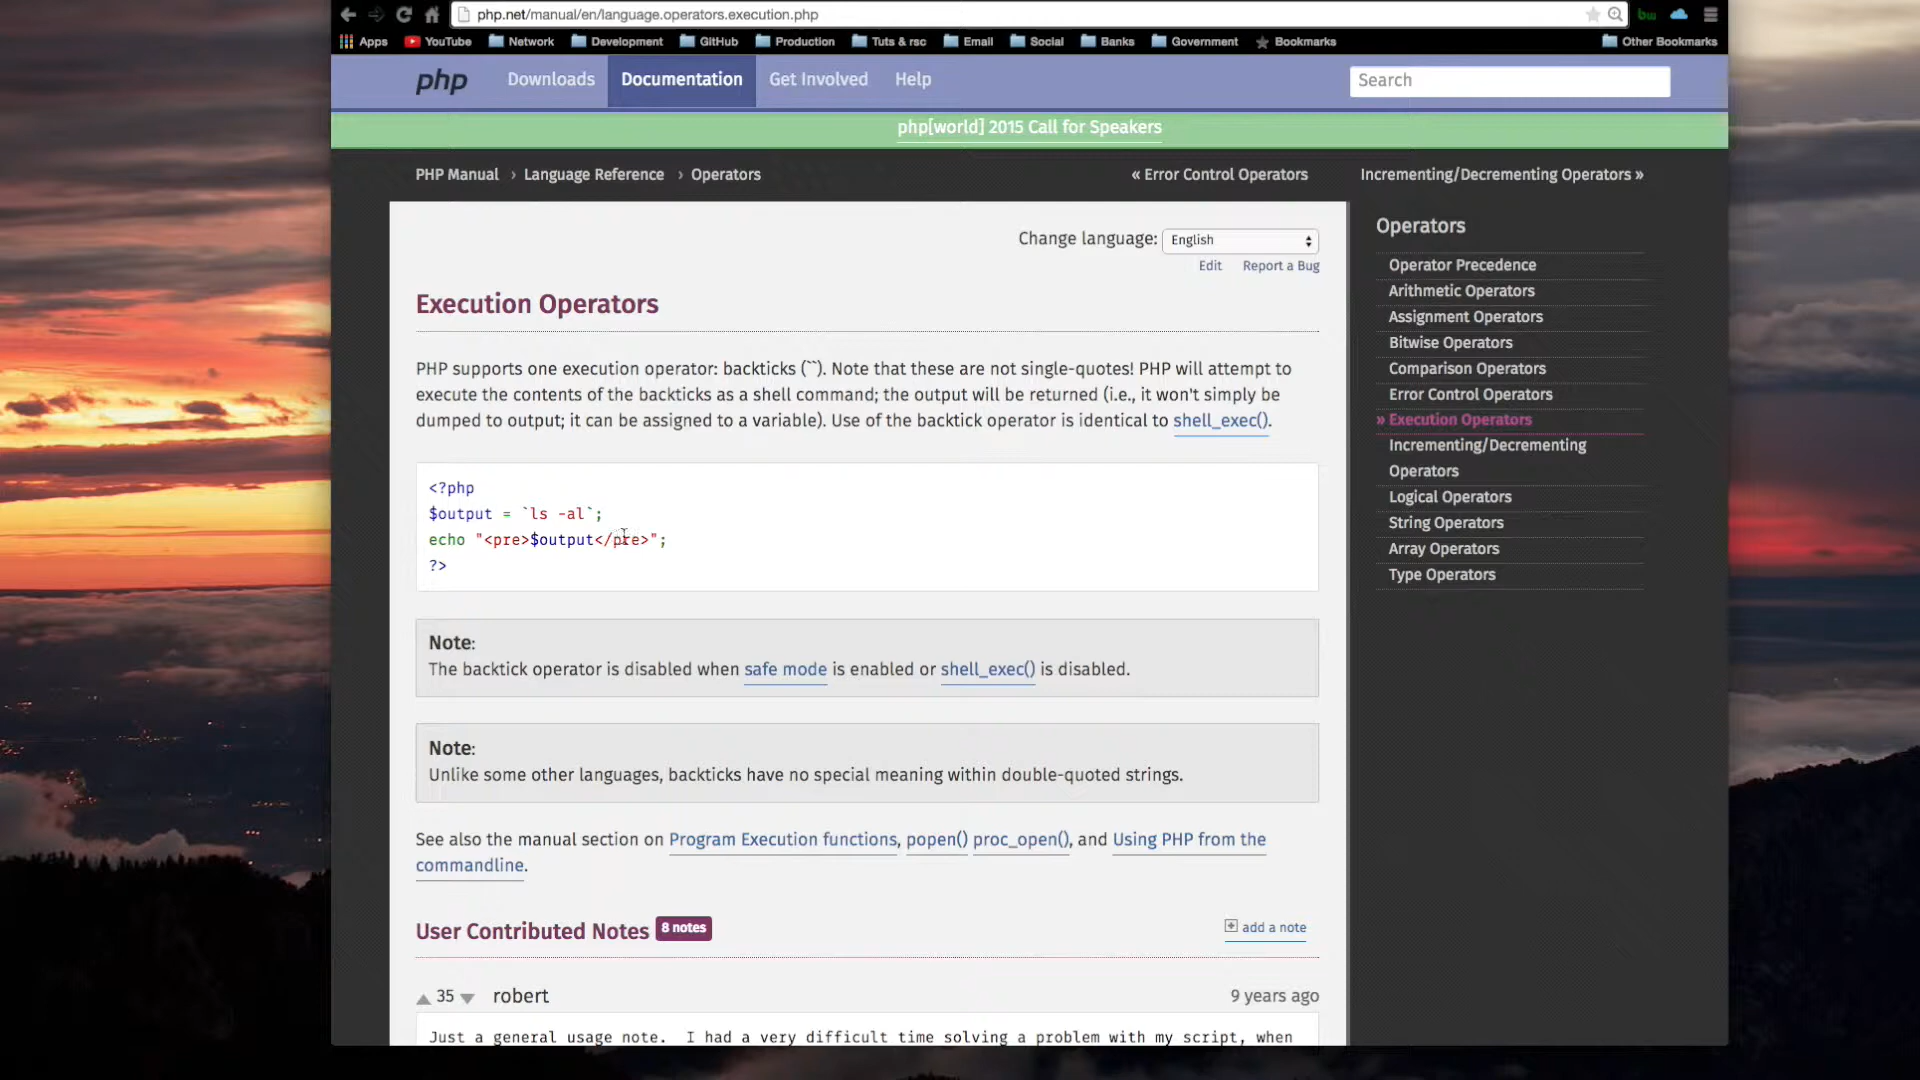 php.net/manual/en/language.operators.execution.php
bw
Apps YouTube Network Development GitHub Production Tuts & rsc Email Social Banks Government Bookmarks Other Bookmarks
php Downloads Documentation Get Involved Help Search
php[world] 2015 Call for Speakers
PHP Manual › Language Reference › Operators « Error Control Operators Incrementing/Decrementing Operators »
Change language: English
Edit Report a Bug
Execution Operators
PHP supports one execution operator: backticks (``). Note that these are not single-quotes! PHP will attempt to
execute the contents of the backticks as a shell command; the output will be returned (i.e., it won't simply be
dumped to output; it can be assigned to a variable). Use of the backtick operator is identical to shell_exec().
<?php
$output = `ls -al`;
echo "<pre>$output</pre>";
?>
Note:
The backtick operator is disabled when safe mode is enabled or shell_exec() is disabled.
Note:
Unlike some other languages, backticks have no special meaning within double-quoted strings.
See also the manual section on Program Execution functions, popen() proc_open(), and Using PHP from the
commandline.
User Contributed Notes 8 notes add a note
35 robert 9 years ago
Just a general usage note. I had a very difficult time solving a problem with my script, when
Operators
Operator Precedence
Arithmetic Operators
Assignment Operators
Bitwise Operators
Comparison Operators
Error Control Operators
» Execution Operators
Incrementing/Decrementing
Operators
Logical Operators
String Operators
Array Operators
Type Operators